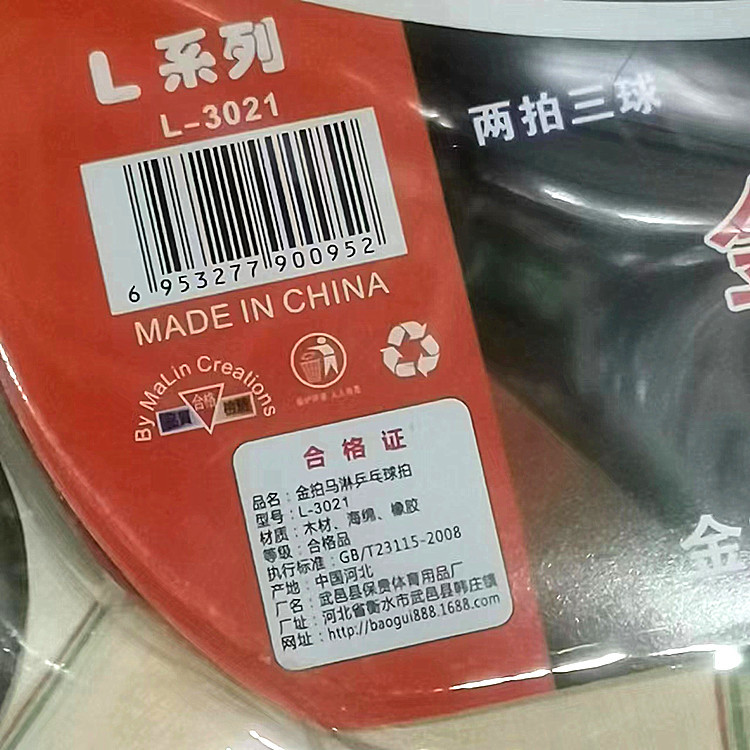 L 系列
L-3021
两拍三球
6 953277 900952
MADE IN CHINA
By MaLin Creations
品質 合格 檢驗
合格证
品名：金拍马淋乒乓球拍
型号：L-3021
材质：木材、海绵、橡胶
等级：合格品
执行标准：GB/T23115-2008
产地：中国河北
厂名：武邑县保贵体育用品厂
厂址：河北省衡水市武邑县韩庄镇
网址：http://baogui888.1688.com
金